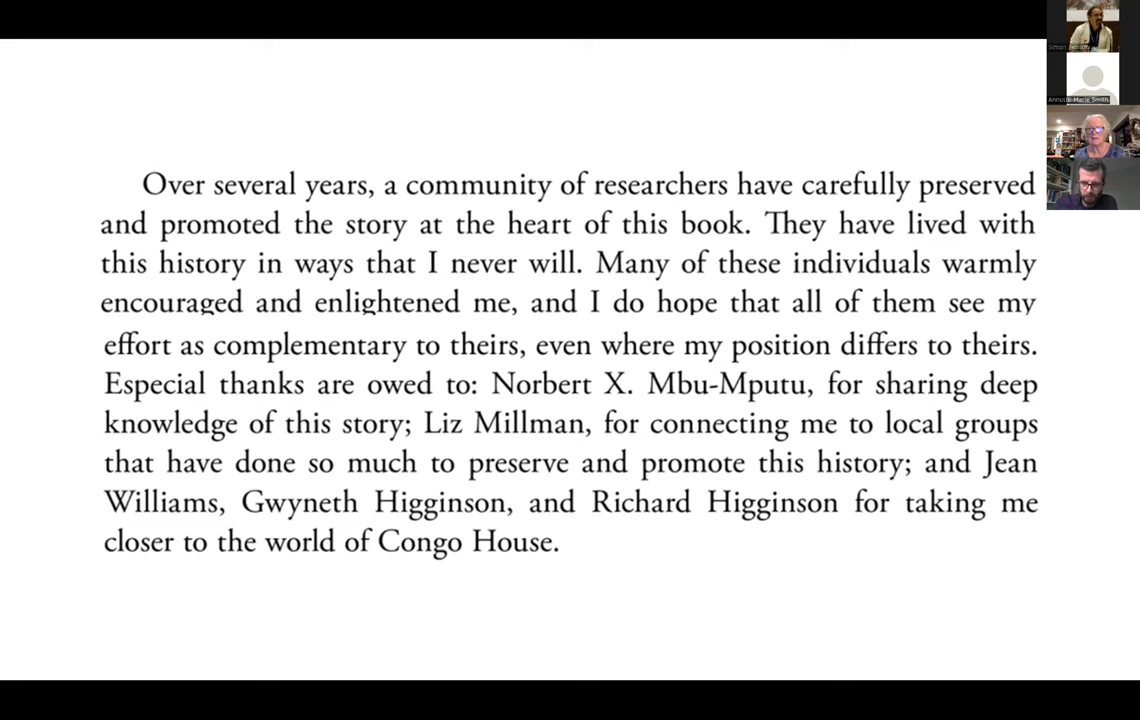 Over several years, a community of researchers have carefully preserved
and promoted the story at the heart of this book. They have lived with
this history in ways that I never will. Many of these individuals warmly
encouraged and enlightened me, and I do hope that all of them see my
effort as complementary to theirs, even where my position differs to theirs.
Especial thanks are owed to: Norbert X. Mbu-Mputu, for sharing deep
knowledge of this story; Liz Millman, for connecting me to local groups
that have done so much to preserve and promote this history; and Jean
Williams, Gwyneth Higginson, and Richard Higginson for taking me
closer to the world of Congo House.
Simon
Annette-Marie Smith